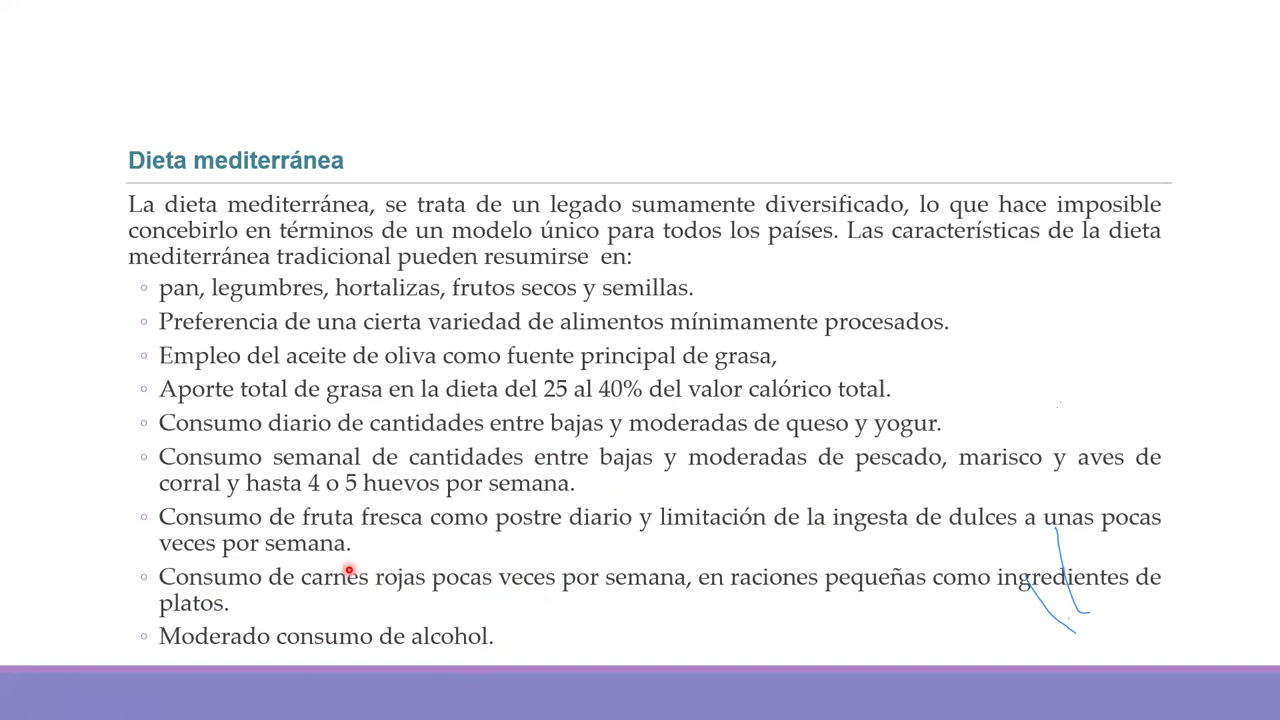 Dieta mediterránea
La dieta mediterránea, se trata de un legado sumamente diversificado, lo que hace imposible
concebirlo en términos de un modelo único para todos los países. Las características de la dieta
mediterránea tradicional pueden resumirse en:
◦ pan, legumbres, hortalizas, frutos secos y semillas.
◦ Preferencia de una cierta variedad de alimentos mínimamente procesados.
◦ Empleo del aceite de oliva como fuente principal de grasa,
◦ Aporte total de grasa en la dieta del 25 al 40% del valor calórico total.
◦ Consumo diario de cantidades entre bajas y moderadas de queso y yogur.
◦ Consumo semanal de cantidades entre bajas y moderadas de pescado, marisco y aves de
corral y hasta 4 o 5 huevos por semana.
◦ Consumo de fruta fresca como postre diario y limitación de la ingesta de dulces a unas pocas
veces por semana.
◦ Consumo de carnes rojas pocas veces por semana, en raciones pequeñas como ingredientes de
platos.
◦ Moderado consumo de alcohol.